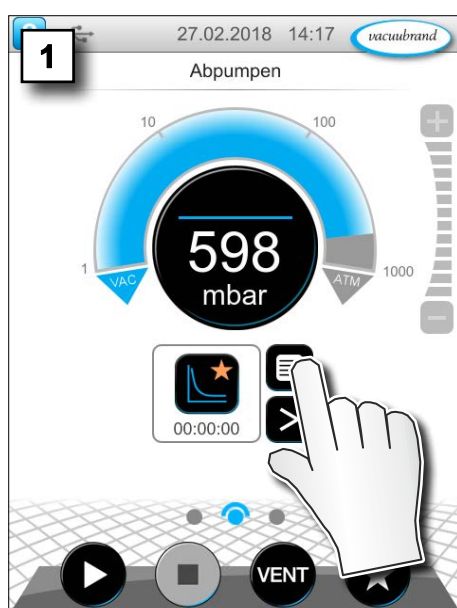 1
27.02.2018 14:17 vacuubrand
Abpumpen
10 100
1 1000
VAC ATM
598
mbar
00:00:00
VENT